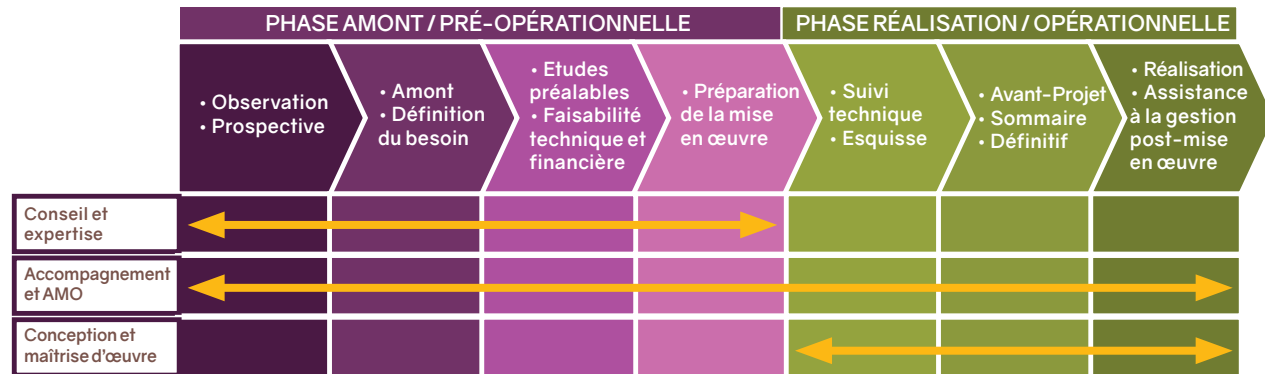 PHASE AMONT / PRÉ-OPÉRATIONNELLE
PHASE RÉALISATION / OPÉRATIONNELLE
• Observation
• Prospective
• Amont
• Définition
du besoin
• Etudes
préalables
• Faisabilité
technique et
financière
• Préparation
de la mise
en œuvre
• Suivi
technique
• Esquisse
• Avant-Projet
• Sommaire
• Définitif
• Réalisation
• Assistance
à la gestion
post-mise
en œuvre
Conseil et
expertise
Accompagnement
et AMO
Conception et
maîtrise d'œuvre